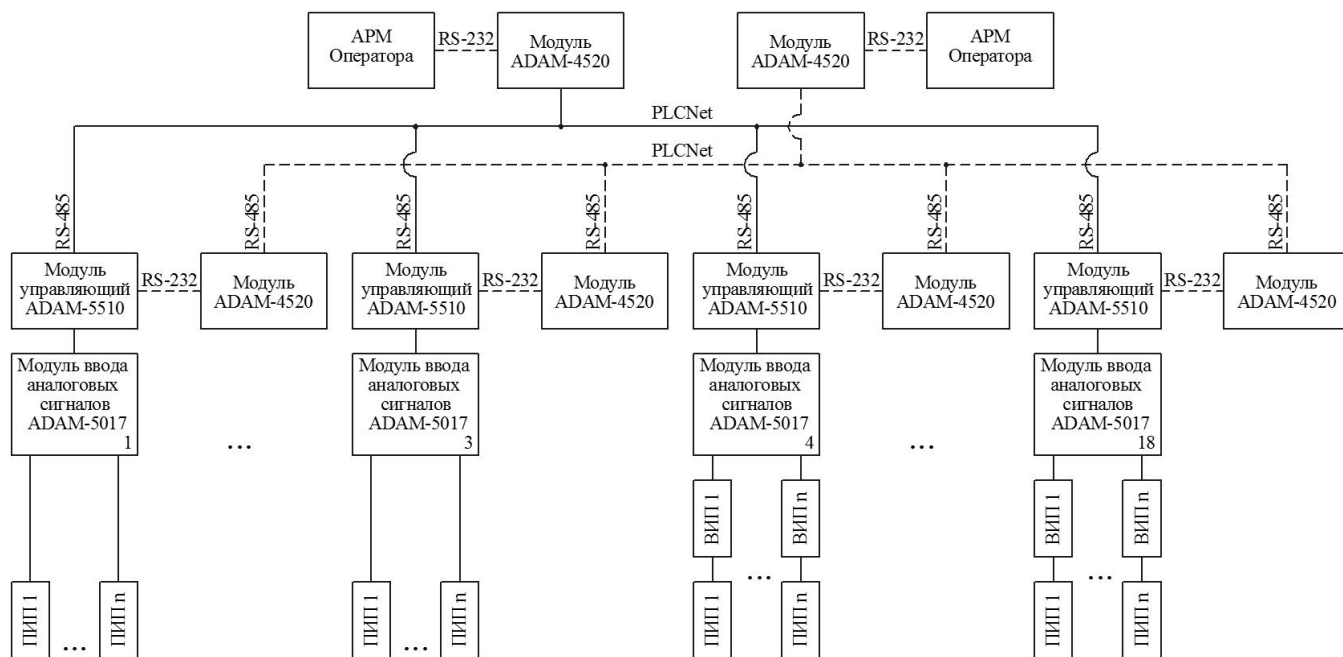 АРМ
Оператора
RS-232
Модуль
ADAM-4520
Модуль
ADAM-4520
RS-232
АРМ
Оператора
PLCNet
PLCNet
RS-485
RS-485
RS-485
RS-485
RS-485
RS-485
RS-485
RS-485
Модуль
управляющий
ADAM-5510
RS-232
Модуль
ADAM-4520
Модуль
управляющий
ADAM-5510
RS-232
Модуль
ADAM-4520
Модуль
управляющий
ADAM-5510
RS-232
Модуль
ADAM-4520
Модуль
управляющий
ADAM-5510
RS-232
Модуль
ADAM-4520
Модуль ввода
аналоговых
сигналов
ADAM-5017
1
...
Модуль ввода
аналоговых
сигналов
ADAM-5017
3
Модуль ввода
аналоговых
сигналов
ADAM-5017
4
...
Модуль ввода
аналоговых
сигналов
ADAM-5017
18
ВИП 1
ВИП n
ВИП 1
ВИП n
...
...
ПИП 1
...
ПИП n
ПИП 1
...
ПИП n
ПИП 1
ПИП n
ПИП 1
ПИП n